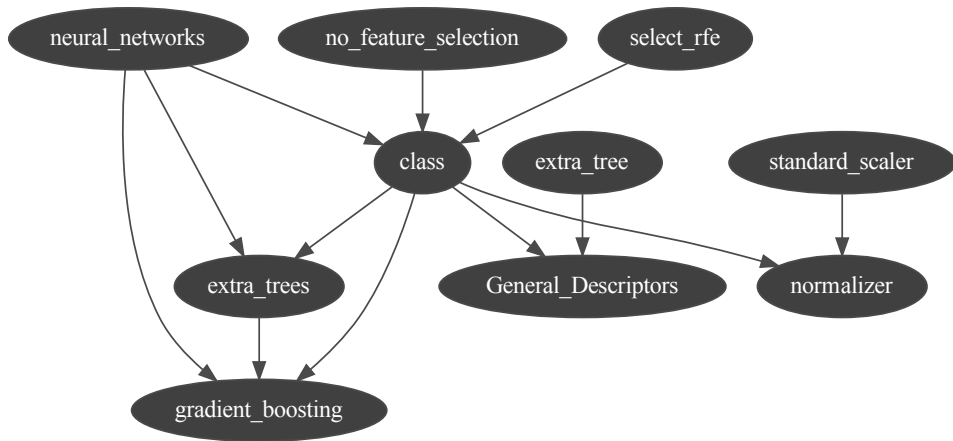 neural_networks
no_feature_selection
select_rfe
class
extra_tree
standard_scaler
extra_trees
General_Descriptors
normalizer
gradient_boosting